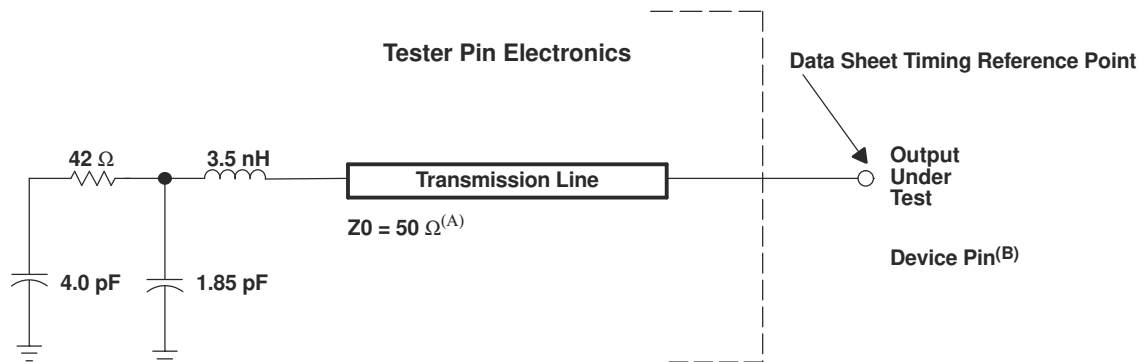 Tester Pin Electronics
Data Sheet Timing Reference Point
42 Ω
3.5 nH
Transmission Line
Output
Under
Test
Z0 = 50 Ω(A)
Device Pin(B)
4.0 pF
1.85 pF